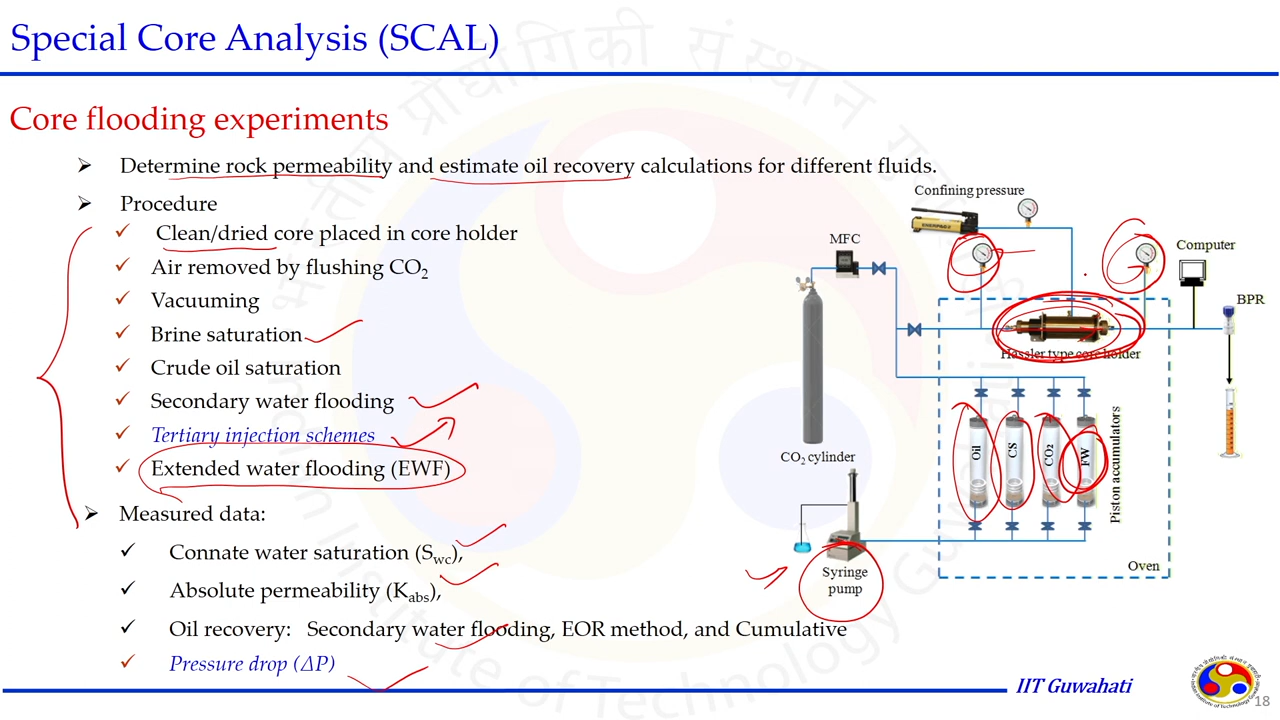 Special Core Analysis (SCAL)
Core flooding experiments
Determine rock permeability and estimate oil recovery calculations for different fluids.
Procedure
Clean/dried core placed in core holder
Air removed by flushing CO2
Vacuuming
Brine saturation
Crude oil saturation
Secondary water flooding
Tertiary injection schemes
Extended water flooding (EWF)
Measured data:
Connate water saturation (Swc),
Absolute permeability (Kabs),
Oil recovery: Secondary water flooding, EOR method, and Cumulative
Pressure drop (ΔP)
Confining pressure
MFC
Computer
BPR
Hassler type core holder
CO2 cylinder
Oil
CS
CO2
FW
Piston accumulators
Syringe
pump
Oven
IIT Guwahati
18